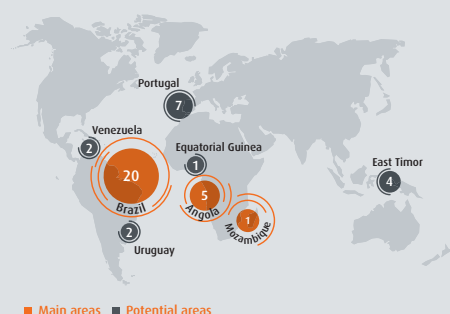 Portugal
7
Venezuela
2
Equatorial Guinea
1
20
Brazil
East Timor
4
5
Angola
1
Mozambique
2
Uruguay
Main areas Potential areas